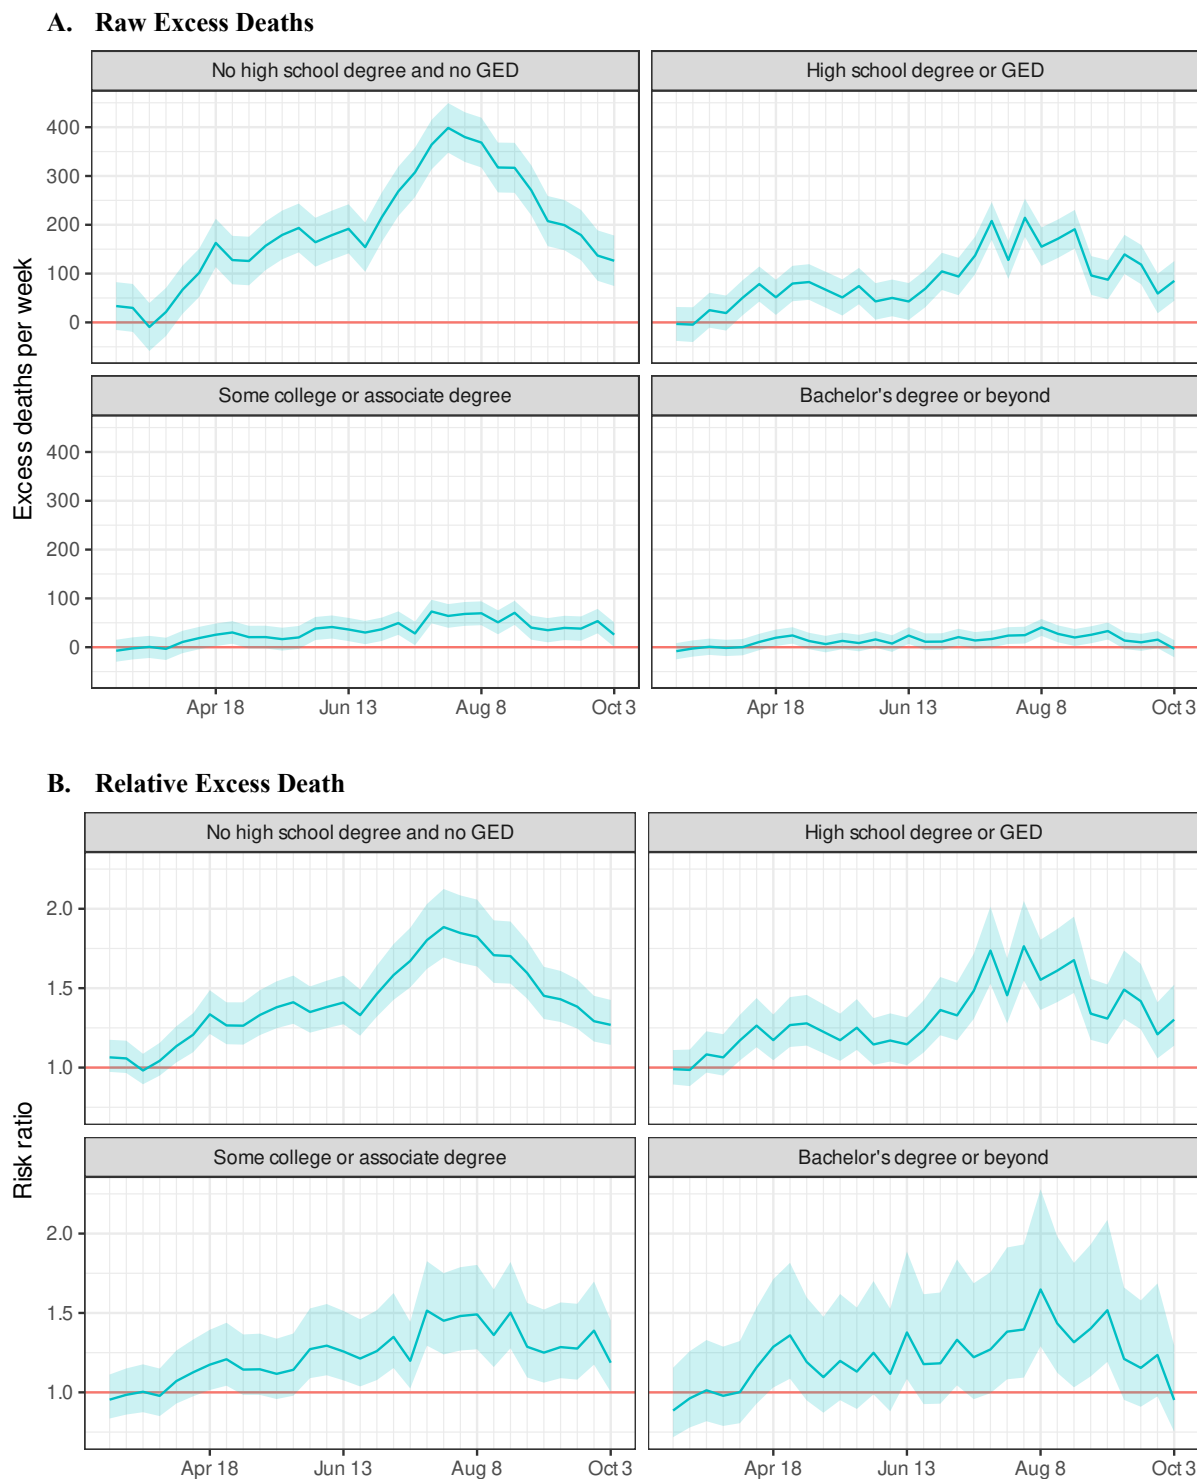 A. Raw Excess Deaths
No high school degree and no GED
High school degree or GED
400
300
200
100
0
Some college or associate degree
Bachelor's degree or beyond
400
300
200
100
0
Excess deaths per week
Apr 18 Jun 13 Aug 8 Oct 3
Apr 18 Jun 13 Aug 8 Oct 3
B. Relative Excess Death
No high school degree and no GED
High school degree or GED
2.0
1.5
1.0
Some college or associate degree
Bachelor's degree or beyond
2.0
1.5
1.0
Risk ratio
Apr 18 Jun 13 Aug 8 Oct 3
Apr 18 Jun 13 Aug 8 Oct 3